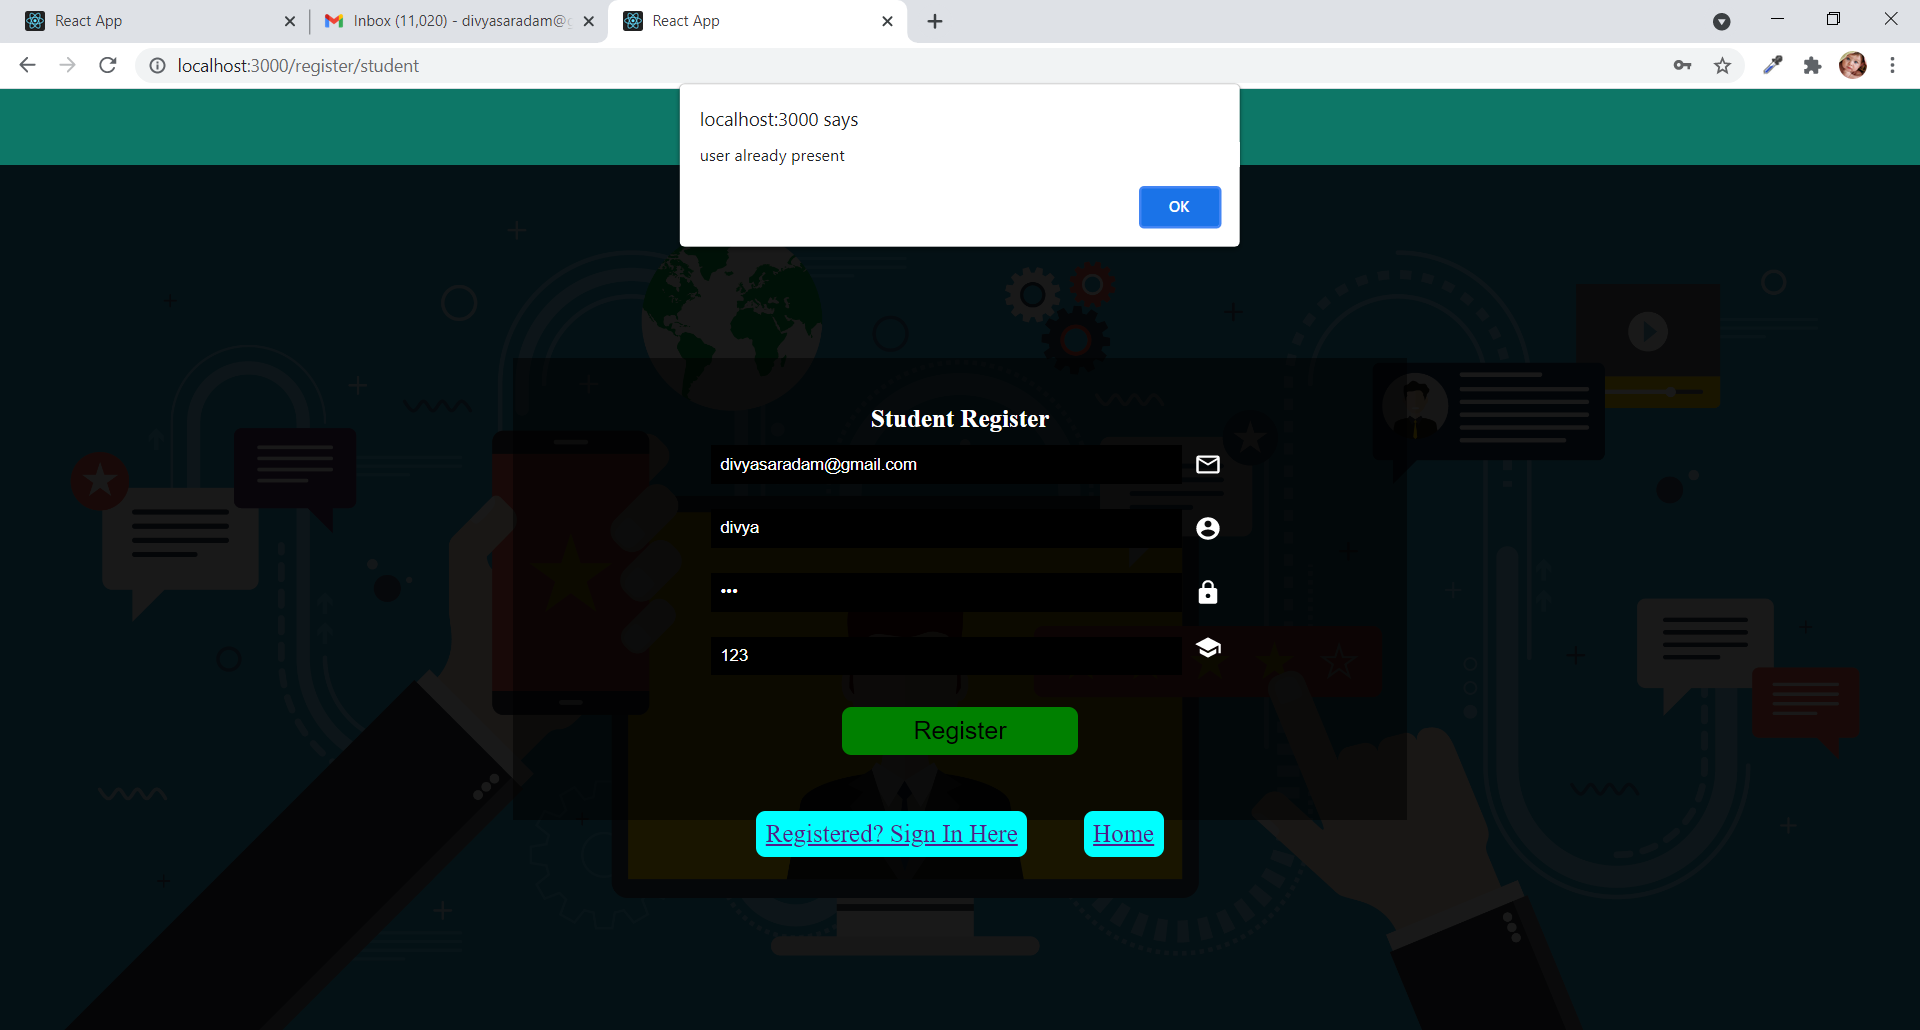 React App
Inbox (11,020) - divyasaradam@g
React App
localhost:3000/register/student
localhost:3000 says
user already present
OK
Student Register
divyasaradam@gmail.com
divya
•••
123
Register
Registered? Sign In Here
Home